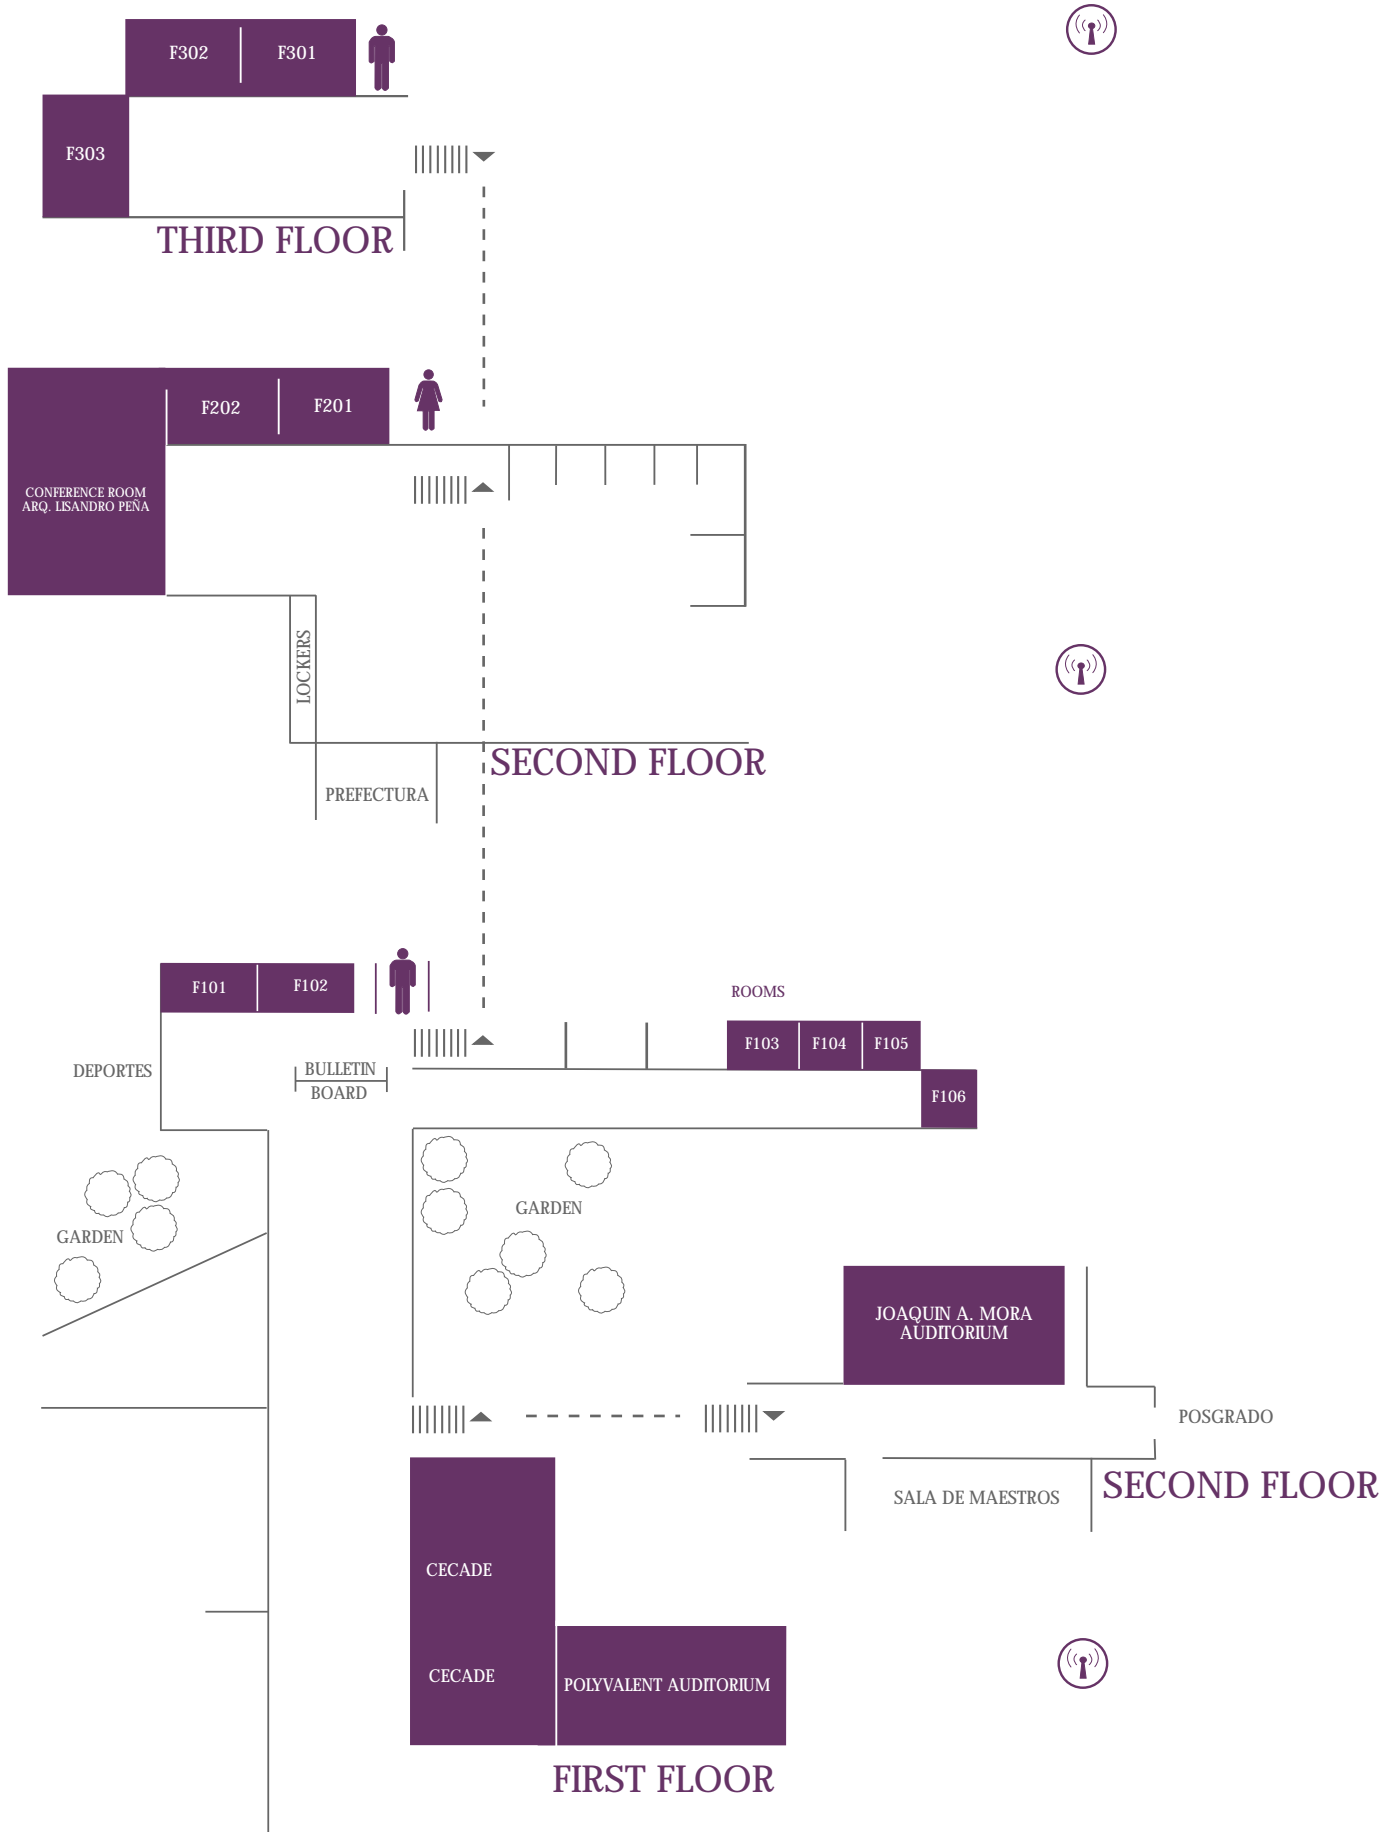 F302
F301
F303
THIRD FLOOR
F202
F201
CONFERENCE ROOM
ARQ. LISANDRO PEÑA
LOCKERS
SECOND FLOOR
PREFECTURA
F101
F102
ROOMS
F103
F104
F105
DEPORTES
BULLETIN
BOARD
F106
GARDEN
GARDEN
JOAQUIN A. MORA
AUDITORIUM
POSGRADO
SECOND FLOOR
SALA DE MAESTROS
CECADE
CECADE
POLYVALENT AUDITORIUM
FIRST FLOOR